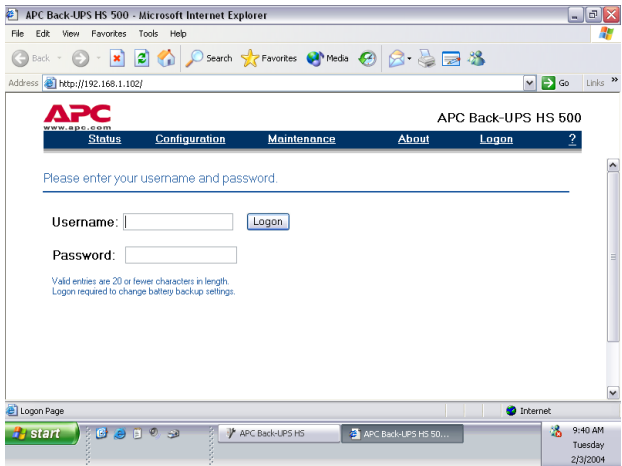 APC Back-UPS HS 500 - Microsoft Internet Explorer
File Edit View Favorites Tools Help
Back Search Favorites Media
Address http://192.168.1.102/ Go Links »
APC
www.apc.com
APC Back-UPS HS 500
Status Configuration Maintenance About Logon ?
Please enter your username and password.
Username: Logon
Password:
Valid entries are 20 or fewer characters in length.
Logon required to change battery backup settings.
Logon Page Internet
start APC Back-UPS HS APC Back-UPS HS 50... 9:40 AM
Tuesday
2/3/2004